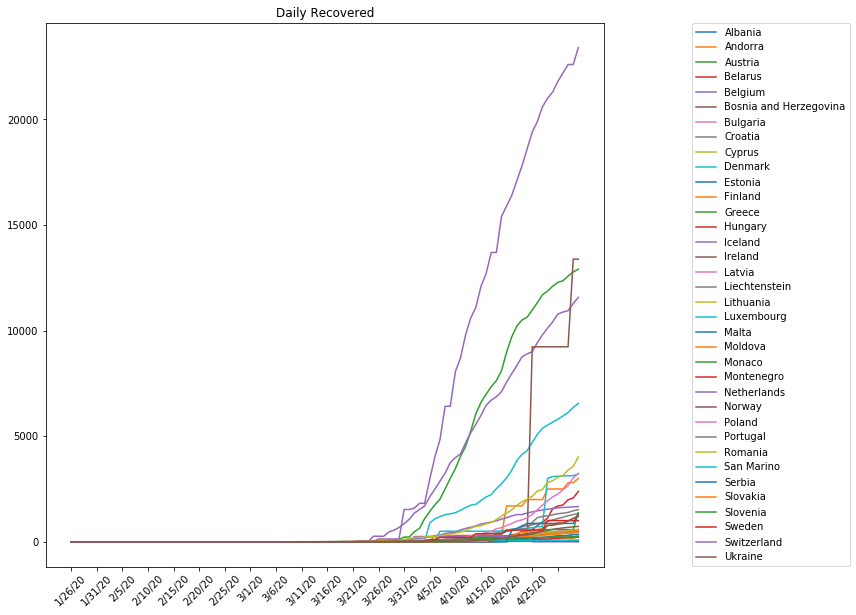 Daily Recovered
20000
15000
10000
5000
0
1/26/20
1/31/20
2/5/20
2/10/20
2/15/20
2/20/20
2/25/20
3/1/20
3/6/20
3/11/20
3/16/20
3/21/20
3/26/20
3/31/20
4/5/20
4/10/20
4/15/20
4/20/20
4/25/20
Albania
Andorra
Austria
Belarus
Belgium
Bosnia and Herzegovina
Bulgaria
Croatia
Cyprus
Denmark
Estonia
Finland
Greece
Hungary
Iceland
Ireland
Latvia
Liechtenstein
Lithuania
Luxembourg
Malta
Moldova
Monaco
Montenegro
Netherlands
Norway
Poland
Portugal
Romania
San Marino
Serbia
Slovakia
Slovenia
Sweden
Switzerland
Ukraine